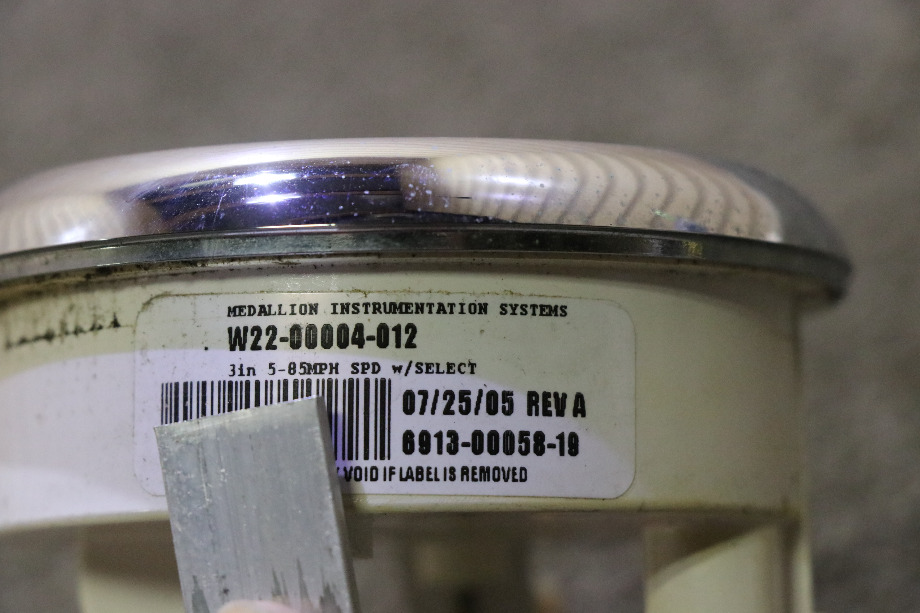 MEDALLION INSTRUMENTATION SYSTEMS
W22-00004-012
3in 5-85MPH SPD w/SELECT
07/25/05 REV A
6913-00058-19
VOID IF LABEL IS REMOVED